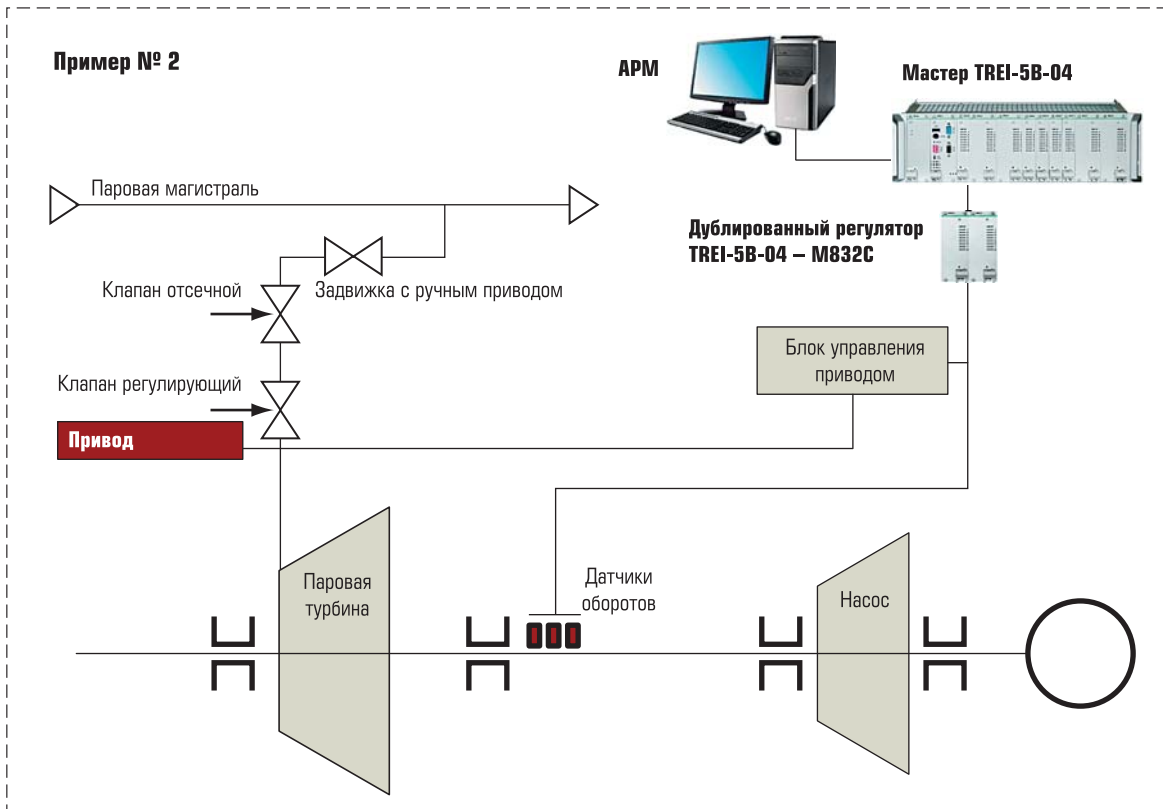 Пример № 2
АРМ
Мастер TREI-5B-04
Паровая магистраль
Дублированный регулятор
TREI-5B-04 – M832C
Клапан отсечной
Задвижка с ручным приводом
Блок управления
приводом
Клапан регулирующий
Привод
Паровая
турбина
Датчики
оборотов
Насос